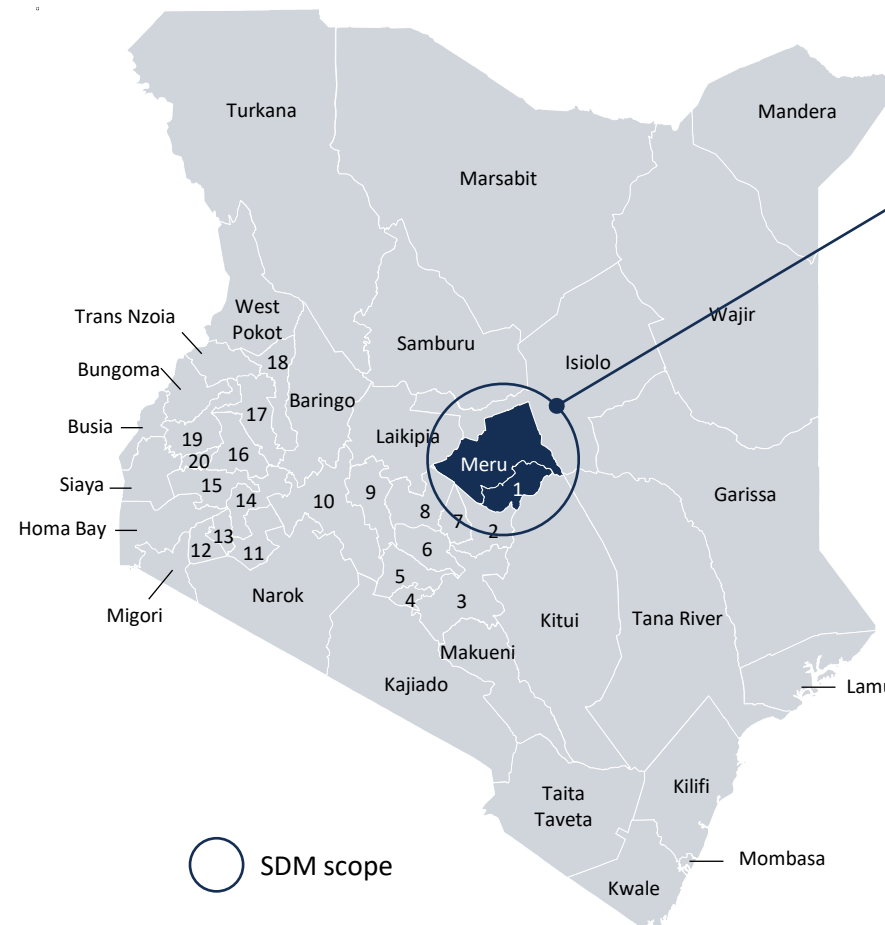 Turkana
Mandera
Marsabit
West
Pokot
Trans Nzoia
Wajir
Samburu
Isiolo
18
Bungoma
Baringo
17
Busia
19
Laikipia
16
20
Meru
Siaya
15
1
9
10
14
Garissa
8
7
Homa Bay
13
2
12
11
6
5
Narok
4
3
Migori
Kitui
Tana River
Makueni
Kajiado
Lamu
Taita
Taveta
Kilifi
Mombasa
SDM scope
Kwale